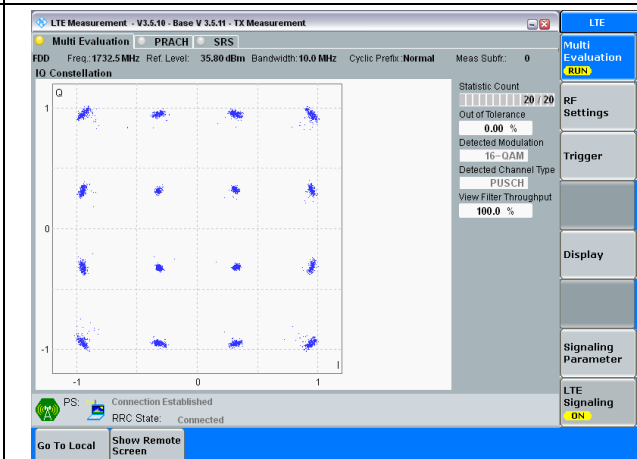 LTE Measurement - V3.5.10 - Base V 3.5.11 - TX Measurement
LTE
Multi Evaluation PRACH SRS
FDD Freq.: 1732.5 MHz Ref. Level: 35.80 dBm Bandwidth: 10.0 MHz Cyclic Prefix: Normal Meas Subfr.: 0
IQ Constellation
Q
1
0
-1
-1 0 1
I
Statistic Count
20 / 20
Out of Tolerance
0.00 %
Detected Modulation
16-QAM
Detected Channel Type
PUSCH
View Filter Throughput
100.0 %
Multi
Evaluation
RUN
RF
Settings
Trigger
Display
Signaling
Parameter
LTE
Signaling
ON
PS: Connection Established
RRC State: Connected
Go To Local
Show Remote
Screen